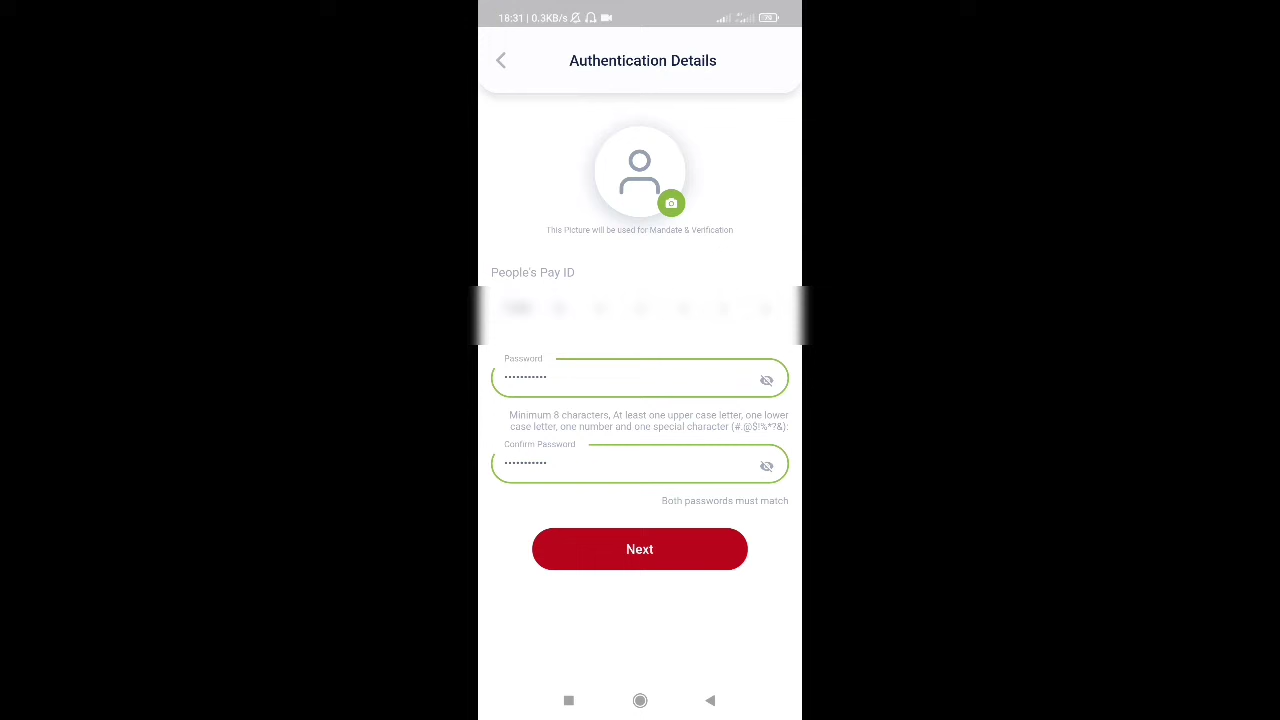 18:31 | 0.3KB/s
79
Authentication Details
This Picture will be used for Mandate & Verification
People's Pay ID
Password
•••••••••••
Minimum 8 characters, At least one upper case letter, one lower
case letter, one number and one special character (#.@$!%*?&):
Confirm Password
•••••••••••
Both passwords must match
Next